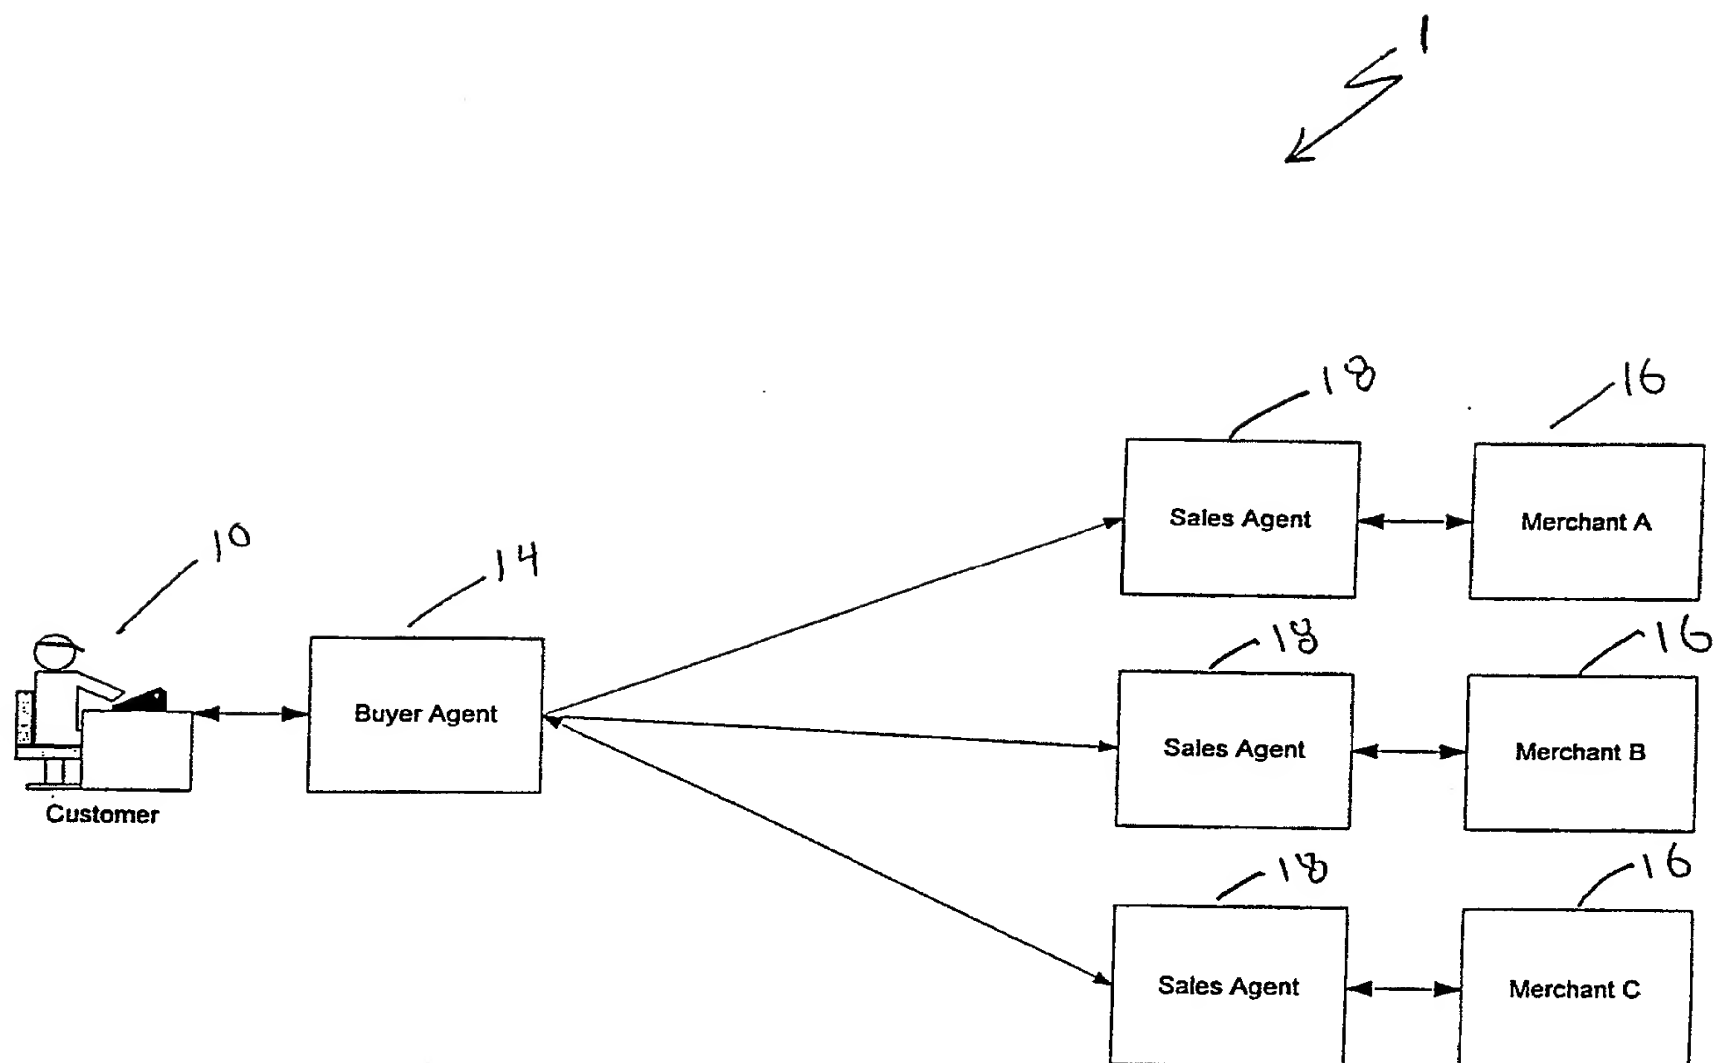 1
18
16
Sales Agent
Merchant A
10
14
Buyer Agent
Customer
18
16
Sales Agent
Merchant B
18
16
Sales Agent
Merchant C